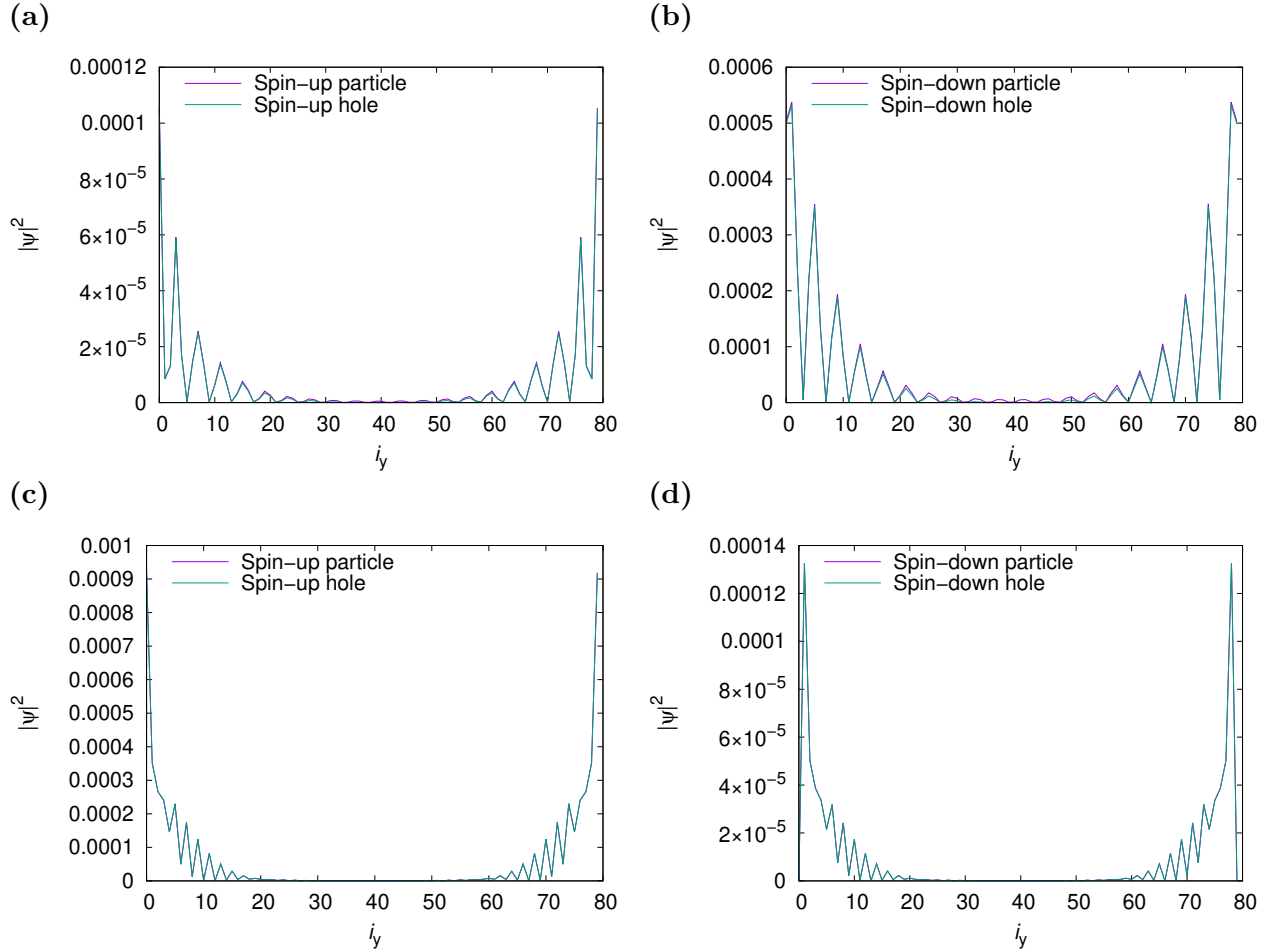 (a)
(b)
0.00012
0.0001
8×10⁻⁵
6×10⁻⁵
4×10⁻⁵
2×10⁻⁵
0
0 10 20 30 40 50 60 70 80
|ψ|²
i_y
Spin−up particle
Spin−up hole
0.0006
0.0005
0.0004
0.0003
0.0002
0.0001
0
0 10 20 30 40 50 60 70 80
|ψ|²
i_y
Spin−down particle
Spin−down hole
(c)
(d)
0.001
0.0009
0.0008
0.0007
0.0006
0.0005
0.0004
0.0003
0.0002
0.0001
0
0 10 20 30 40 50 60 70 80
|ψ|²
i_y
Spin−up particle
Spin−up hole
0.00014
0.00012
0.0001
8×10⁻⁵
6×10⁻⁵
4×10⁻⁵
2×10⁻⁵
0
0 10 20 30 40 50 60 70 80
|ψ|²
i_y
Spin−down particle
Spin−down hole